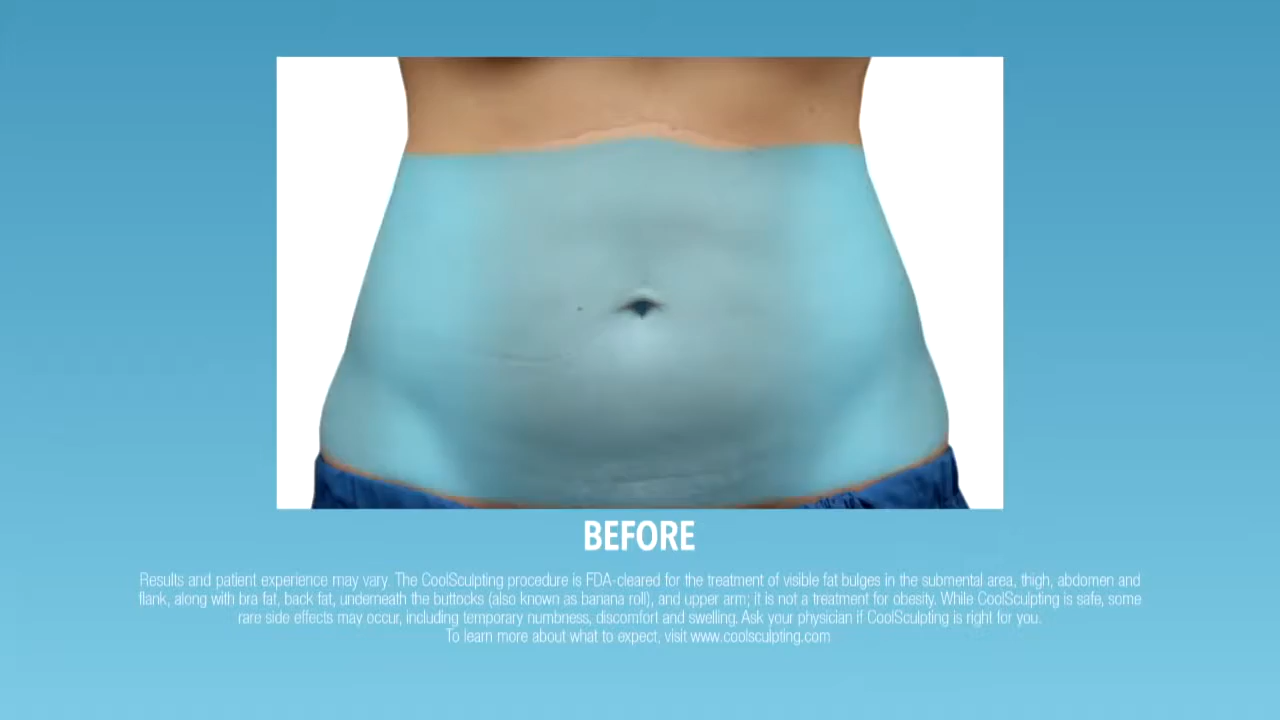 BEFORE
Results and patient experience may vary. The CoolSculpting procedure is FDA-cleared for the treatment of visible fat bulges in the submental area, thigh, abdomen and
flank, along with bra fat, back fat, underneath the buttocks (also known as banana roll), and upper arm; it is not a treatment for obesity. While CoolSculpting is safe, some
rare side effects may occur, including temporary numbness, discomfort and swelling. Ask your physician if CoolSculpting is right for you.
To learn more about what to expect, visit www.coolsculpting.com